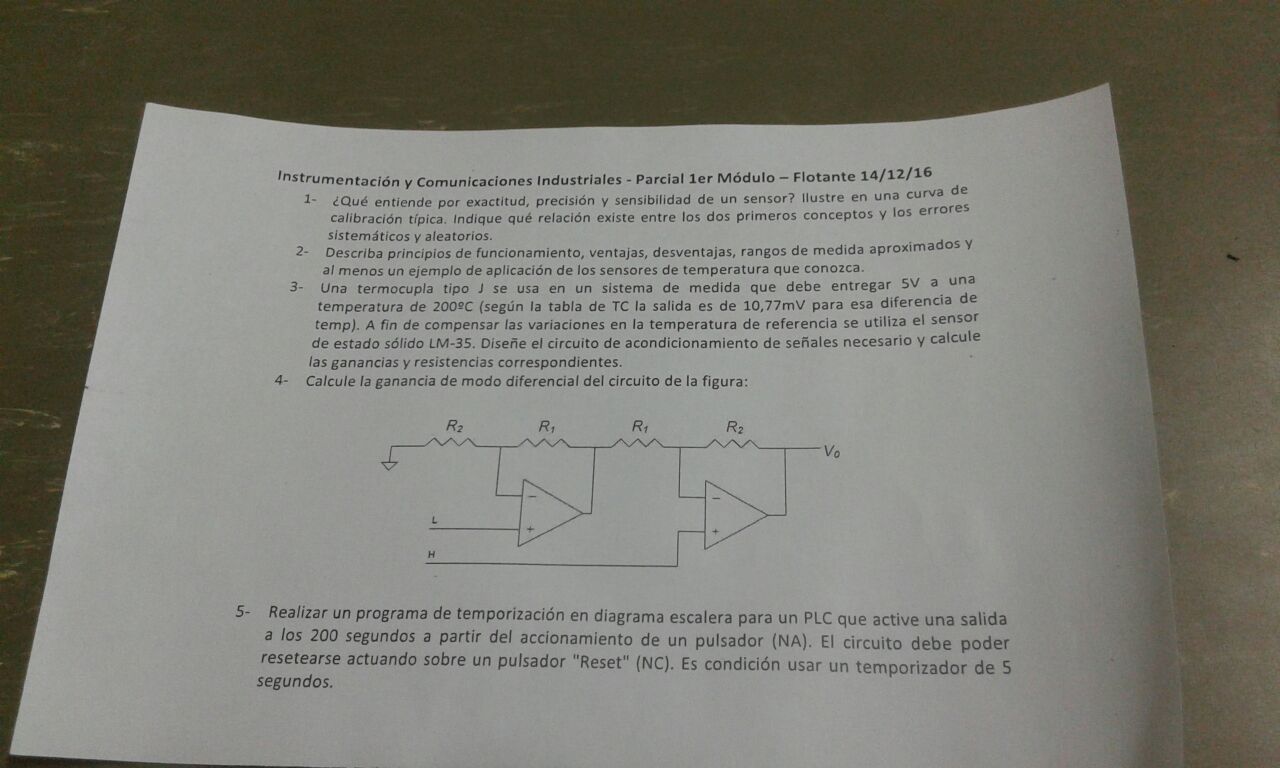 Instrumentación y Comunicaciones Industriales - Parcial 1er Módulo – Flotante 14/12/16
1- ¿Qué entiende por exactitud, precisión y sensibilidad de un sensor? Ilustre en una curva de
calibración típica. Indique qué relación existe entre los dos primeros conceptos y los errores
sistemáticos y aleatorios.
2- Describa principios de funcionamiento, ventajas, desventajas, rangos de medida aproximados y
al menos un ejemplo de aplicación de los sensores de temperatura que conozca.
3- Una termocupla tipo J se usa en un sistema de medida que debe entregar 5V a una
temperatura de 200ºC (según la tabla de TC la salida es de 10,77mV para esa diferencia de
temp). A fin de compensar las variaciones en la temperatura de referencia se utiliza el sensor
de estado sólido LM-35. Diseñe el circuito de acondicionamiento de señales necesario y calcule
las ganancias y resistencias correspondientes.
4- Calcule la ganancia de modo diferencial del circuito de la figura:
R₂ R₁ R₁ R₂
V₀
− −
L + +
H
5- Realizar un programa de temporización en diagrama escalera para un PLC que active una salida
a los 200 segundos a partir del accionamiento de un pulsador (NA). El circuito debe poder
resetearse actuando sobre un pulsador "Reset" (NC). Es condición usar un temporizador de 5
segundos.